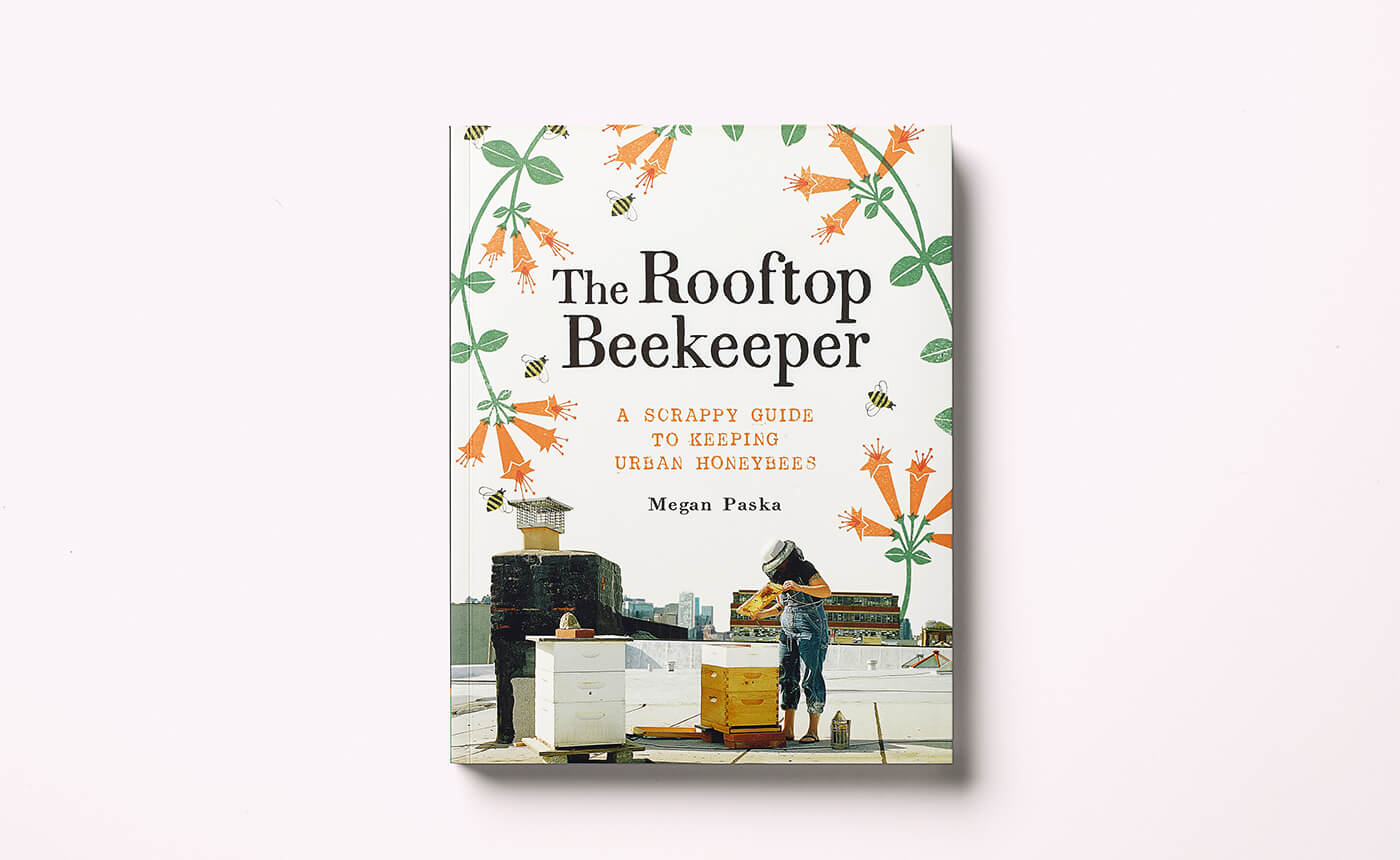 The Rooftop
Beekeeper
A SCRAPPY GUIDE
TO KEEPING
URBAN HONEYBEES
Megan Paska